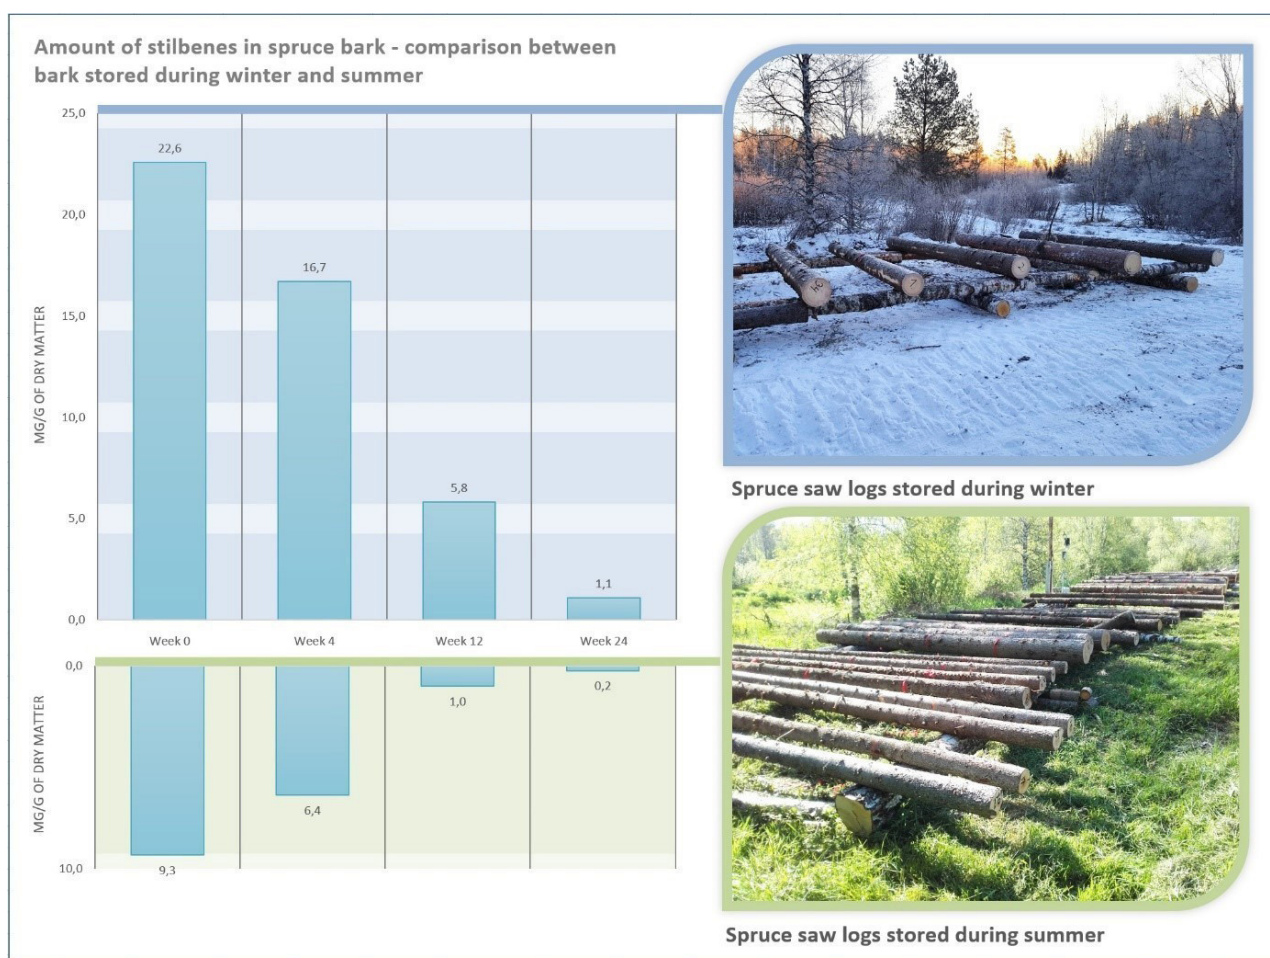 Amount of stilbenes in spruce bark - comparison between
bark stored during winter and summer
MG/G OF DRY MATTER
25,0
20,0
15,0
10,0
5,0
0,0
22,6
16,7
5,8
1,1
Week 0
Week 4
Week 12
Week 24
MG/G OF DRY MATTER
0,0
10,0
9,3
6,4
1,0
0,2
Spruce saw logs stored during winter
Spruce saw logs stored during summer